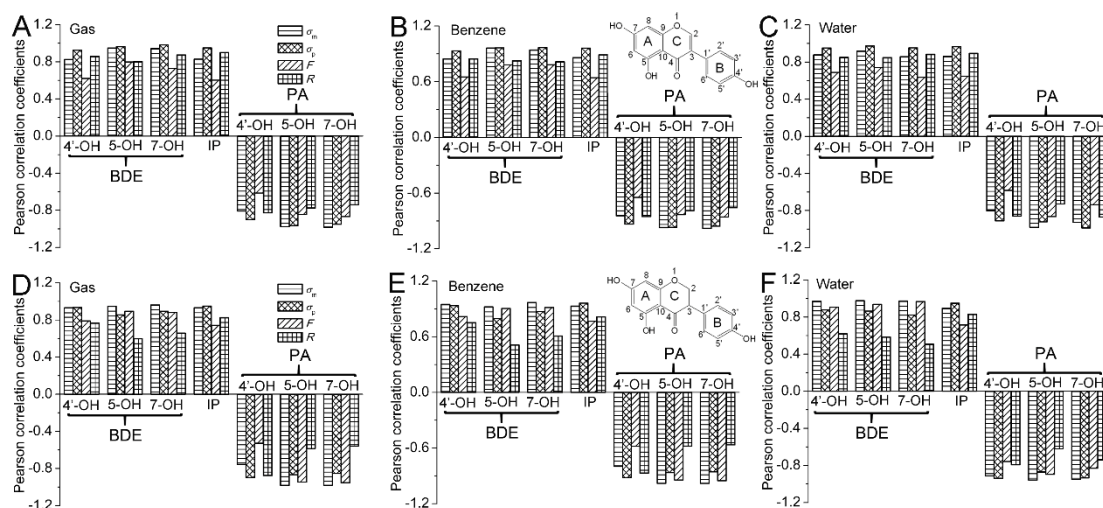 A
Gas
Pearson correlation coefficients
1.2
0.8
0.4
0.0
-0.4
-0.8
-1.2
σm
σp
F
R
4'-OH 5-OH 7-OH IP
BDE
PA
4'-OH 5-OH 7-OH
B
Benzene
Pearson correlation coefficients
1.2
0.6
0.0
-0.6
-1.2
HO
7
8
9
O
1
2
A
C
6
5
10
4
3
1'
2'
3'
B
4'
5'
6'
OH
O
OH
4'-OH 5-OH 7-OH IP
BDE
PA
4'-OH 5-OH 7-OH
C
Water
Pearson correlation coefficients
1.2
0.8
0.4
0.0
-0.4
-0.8
-1.2
4'-OH 5-OH 7-OH IP
BDE
PA
4'-OH 5-OH 7-OH
D
Gas
Pearson correlation coefficients
1.2
0.8
0.4
0.0
-0.4
-0.8
-1.2
σm
σp
F
R
4'-OH 5-OH 7-OH IP
BDE
PA
4'-OH 5-OH 7-OH
E
Benzene
Pearson correlation coefficients
1.2
0.6
0.0
-0.6
-1.2
HO
7
8
9
O
1
2
A
C
6
5
10
4
3
1'
2'
3'
B
4'
5'
6'
OH
O
OH
4'-OH 5-OH 7-OH IP
BDE
PA
4'-OH 5-OH 7-OH
F
Water
Pearson correlation coefficients
1.2
0.8
0.4
0.0
-0.4
-0.8
-1.2
4'-OH 5-OH 7-OH IP
BDE
PA
4'-OH 5-OH 7-OH